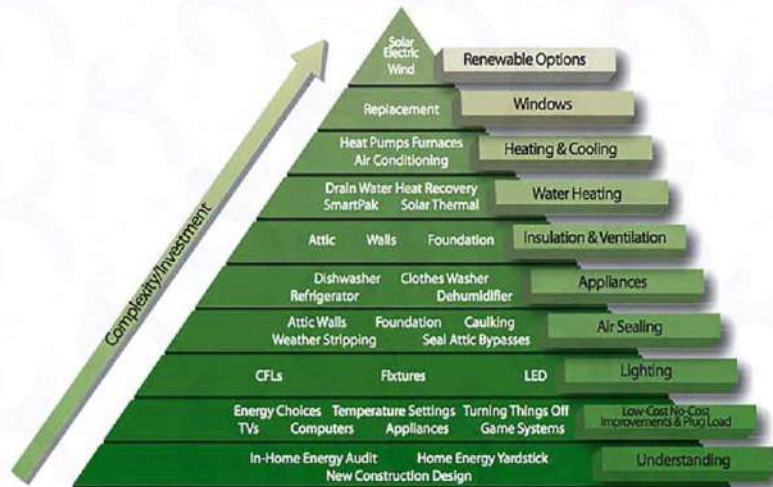 Solar
Electric
Wind
Renewable Options
Replacement
Windows
Heat Pumps Furnaces
Air Conditioning
Heating & Cooling
Drain Water Heat Recovery
SmartPak Solar Thermal
Water Heating
Attic Walls Foundation
Insulation & Ventilation
Dishwasher Clothes Washer
Refrigerator Dehumidifier
Appliances
Attic Walls Foundation Caulking
Weather Stripping Seal Attic Bypasses
Air Sealing
CFLs Fixtures LED
Lighting
Energy Choices Temperature Settings Turning Things Off
TVs Computers Appliances Game Systems
Low-Cost No-Cost
Improvements & Plug Load
In-Home Energy Audit Home Energy Yardstick
New Construction Design
Understanding
Complexity/Investment